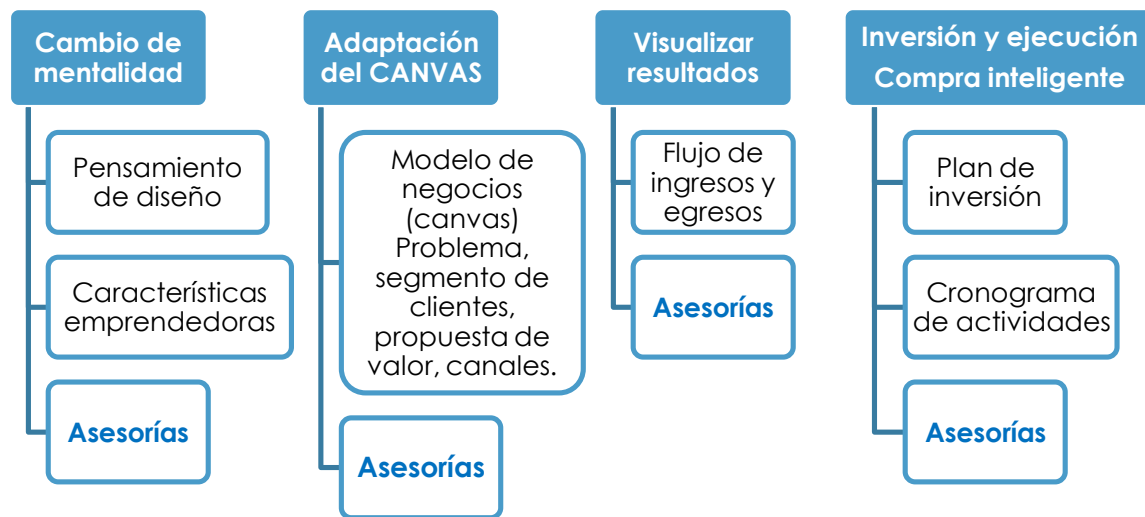 Cambio de
mentalidad
Pensamiento
de diseño
Característicias
emprendedoras
Asesorías
Adaptación
del CANVAS
Modelo de
negocios
(canvas)
Problema,
segmento de
clientes,
propuesta de
valor, canales.
Asesorías
Visualizar
resultados
Flujo de
ingresos y
egresos
Asesorías
Inversión y ejecución
Compra inteligente
Plan de
inversión
Cronograma
de actividades
Asesorías